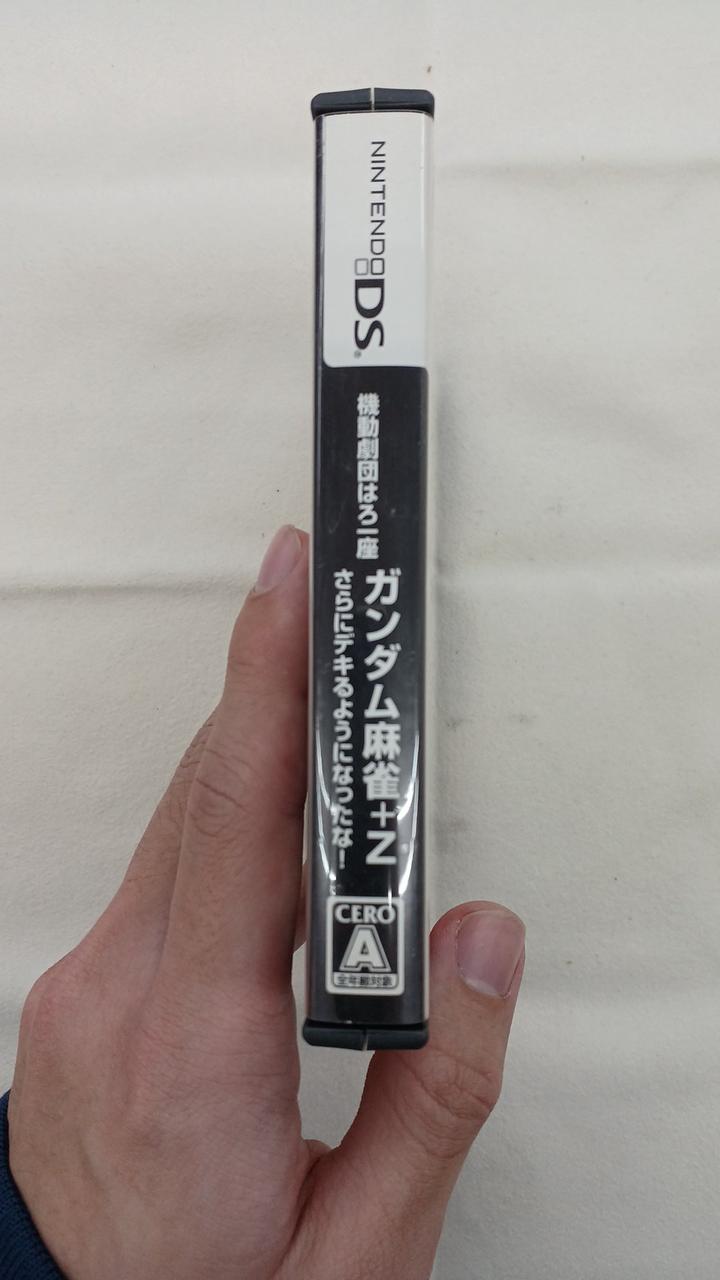 NINTENDO
DS
®
機動劇団はろ一座
ガンダム麻雀+Z
さらにデキるようになったな!
CERO
A
全年齢対象